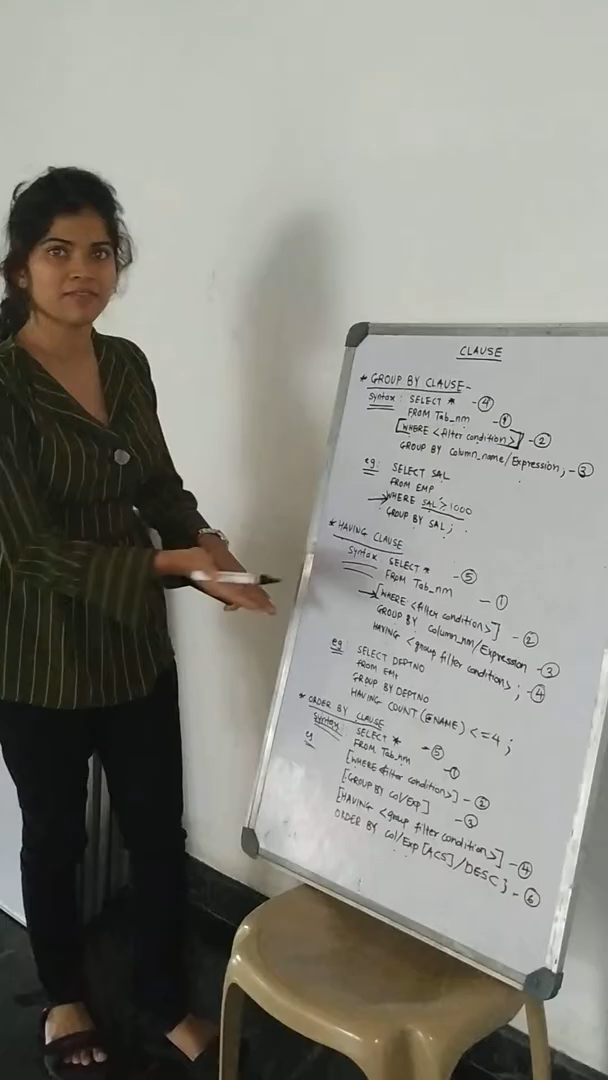 CLAUSE
* GROUP BY CLAUSE-
Syntax: SELECT * -④
FROM Tab_nm -①
[WHERE <filter condition>] -②
GROUP BY column_name/Expression; -③
eg: SELECT SAL
FROM EMP
WHERE SAL>1000
GROUP BY SAL;
* HAVING CLAUSE
Syntax: SELECT * -⑤
FROM Tab_nm -①
[WHERE <filter condition>] -②
GROUP BY column_nm/Expression -③
HAVING <group filter condition>; -④
eg: SELECT DEPTNO
FROM EMP
GROUP BY DEPTNO
HAVING COUNT(ENAME) <=4;
* ORDER BY CLAUSE
Syntax: SELECT * -⑤
FROM Tab_nm -①
[WHERE <filter condition>] -②
[GROUP BY Col/Exp] -③
[HAVING <group filter condition>] -④
ORDER BY Col/Exp [ACS]/DESC} -⑥